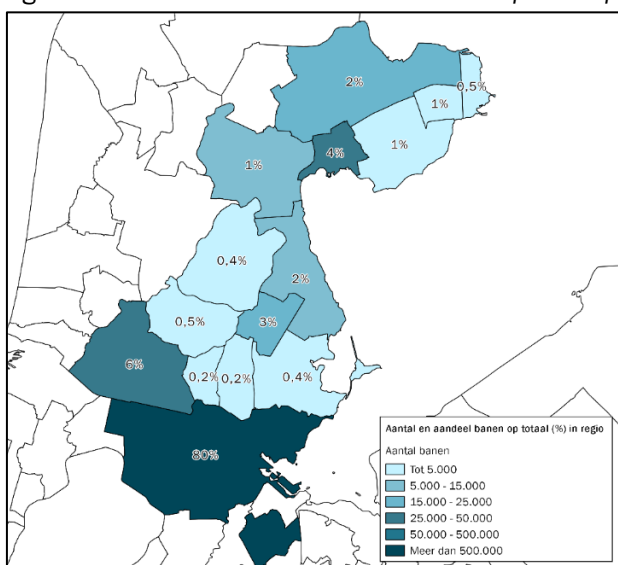 2%
0,5%
1%
4%
1%
1%
0,4%
2%
0,5%
3%
6%
0,2%
0,2%
0,4%
80%
Aantal en aandeel banen op totaal (%) in regio
Aantal banen
Tot 5.000
5.000 - 15.000
15.000 - 25.000
25.000 - 50.000
50.000 - 500.000
Meer dan 500.000